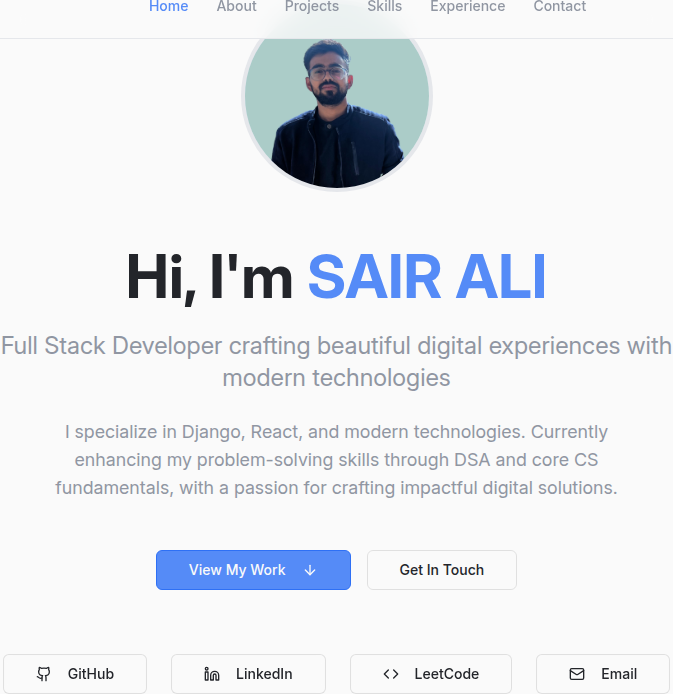 Home About Projects Skills Experience Contact
Hi, I'm SAIR ALI
Full Stack Developer crafting beautiful digital experiences with
modern technologies
I specialize in Django, React, and modern technologies. Currently
enhancing my problem-solving skills through DSA and core CS
fundamentals, with a passion for crafting impactful digital solutions.
View My Work Get In Touch
GitHub LinkedIn LeetCode Email